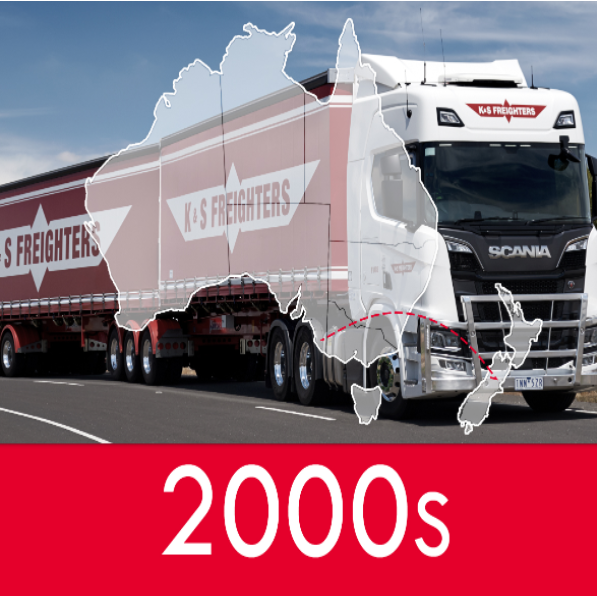 K&S FREIGHTERS
K & S FREIGHTERS
& S FREIGHTERS
SCANIA
2000s